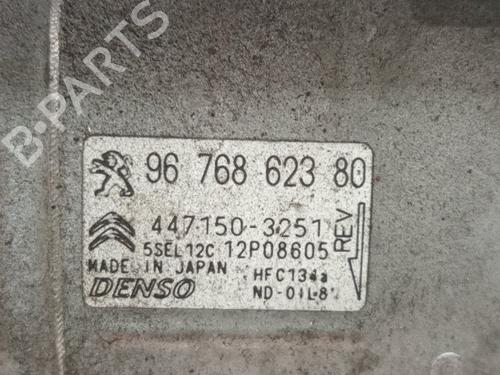 B-PARTS
96 768 623 80
447150-3251
5SEL12C 12P08605
MADE IN JAPAN HFC134a
DENSO ND-OIL8
REV